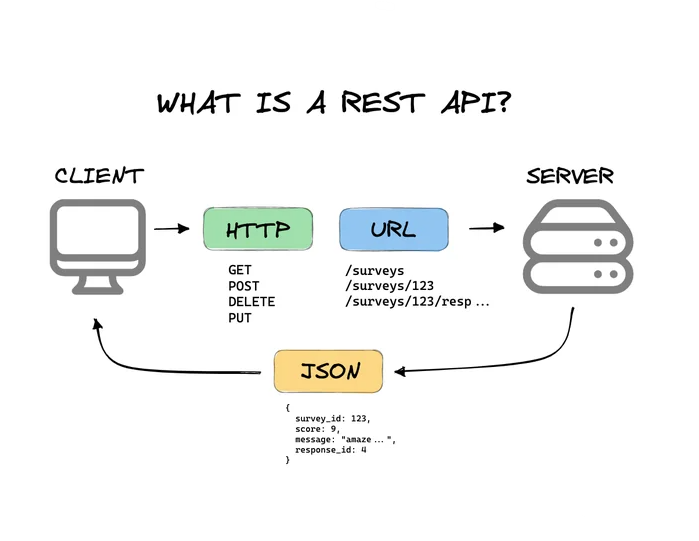 WHAT IS A REST API?
CLIENT
SERVER
HTTP
URL
GET
POST
DELETE
PUT
/surveys
/surveys/123
/surveys/123/resp...
JSON
{
survey_id: 123,
score: 9,
message: "amaze...",
response_id: 4
}